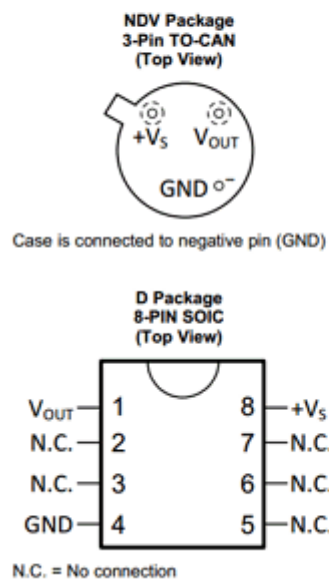 NDV Package
3-Pin TO-CAN
(Top View)
+VS VOUT
GND −
Case is connected to negative pin (GND)
D Package
8-PIN SOIC
(Top View)
VOUT 1 8 +VS
N.C. 2 7 N.C.
N.C. 3 6 N.C.
GND 4 5 N.C.
N.C. = No connection